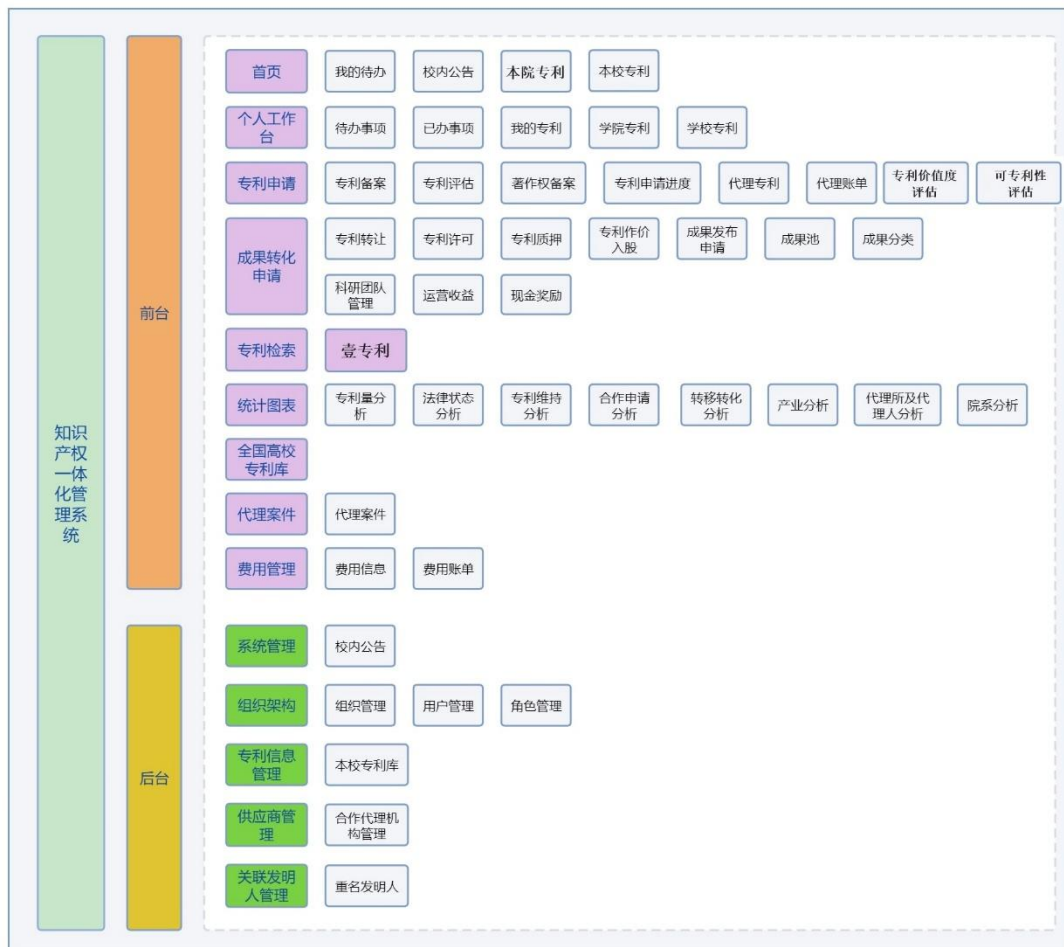 知识
产权
一体
化管
理系
统
前台
首页
我的待办
校内公告
本院专利
本校专利
个人工作
台
待办事项
已办事项
我的专利
学院专利
学校专利
专利申请
专利备案
专利评估
著作权备案
专利申请进度
代理专利
代理账单
专利价值度
评估
可专利性
评估
成果转化
申请
专利转让
专利许可
专利质押
专利作价
入股
成果发布
申请
成果池
成果分类
科研团队
管理
运营收益
现金奖励
专利检索
壹专利
统计图表
专利量分
析
法律状态
分析
专利维持
分析
合作申请
分析
转移转化
分析
产业分析
代理所及代
理人分析
院系分析
全国高校
专利库
代理案件
代理案件
费用管理
费用信息
费用账单
后台
系统管理
校内公告
组织架构
组织管理
用户管理
角色管理
专利信息
管理
本校专利库
供应商管
理
合作代理机
构管理
关联发明
人管理
重名发明人